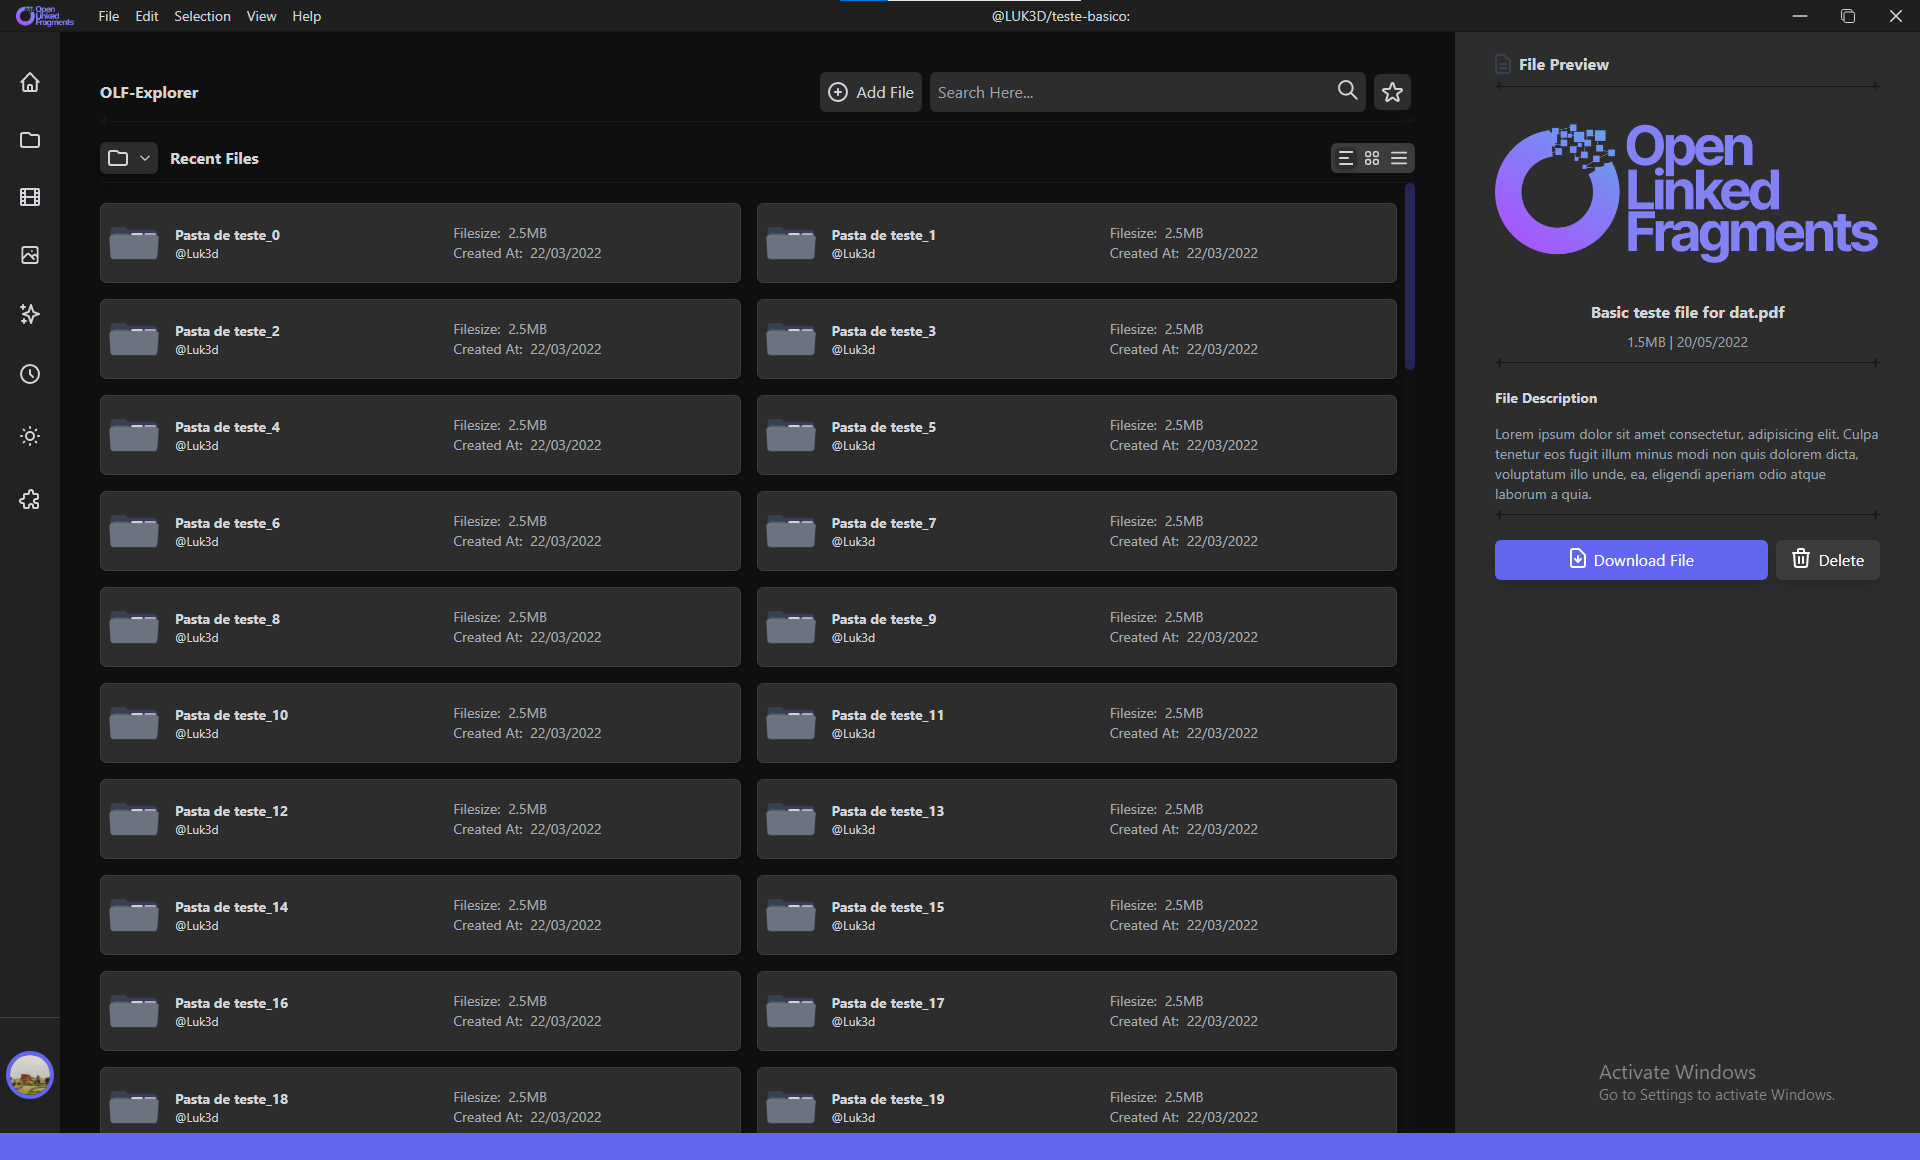 Open
Linked
Fragments
File Edit Selection View Help
@LUK3D/teste-basico:
OLF-Explorer
Add File
Search Here...
Recent Files
Pasta de teste_0
@Luk3d
Filesize: 2.5MB
Created At: 22/03/2022
Pasta de teste_1
@Luk3d
Filesize: 2.5MB
Created At: 22/03/2022
Pasta de teste_2
@Luk3d
Filesize: 2.5MB
Created At: 22/03/2022
Pasta de teste_3
@Luk3d
Filesize: 2.5MB
Created At: 22/03/2022
Pasta de teste_4
@Luk3d
Filesize: 2.5MB
Created At: 22/03/2022
Pasta de teste_5
@Luk3d
Filesize: 2.5MB
Created At: 22/03/2022
Pasta de teste_6
@Luk3d
Filesize: 2.5MB
Created At: 22/03/2022
Pasta de teste_7
@Luk3d
Filesize: 2.5MB
Created At: 22/03/2022
Pasta de teste_8
@Luk3d
Filesize: 2.5MB
Created At: 22/03/2022
Pasta de teste_9
@Luk3d
Filesize: 2.5MB
Created At: 22/03/2022
Pasta de teste_10
@Luk3d
Filesize: 2.5MB
Created At: 22/03/2022
Pasta de teste_11
@Luk3d
Filesize: 2.5MB
Created At: 22/03/2022
Pasta de teste_12
@Luk3d
Filesize: 2.5MB
Created At: 22/03/2022
Pasta de teste_13
@Luk3d
Filesize: 2.5MB
Created At: 22/03/2022
Pasta de teste_14
@Luk3d
Filesize: 2.5MB
Created At: 22/03/2022
Pasta de teste_15
@Luk3d
Filesize: 2.5MB
Created At: 22/03/2022
Pasta de teste_16
@Luk3d
Filesize: 2.5MB
Created At: 22/03/2022
Pasta de teste_17
@Luk3d
Filesize: 2.5MB
Created At: 22/03/2022
Pasta de teste_18
@Luk3d
Filesize: 2.5MB
Created At: 22/03/2022
Pasta de teste_19
@Luk3d
Filesize: 2.5MB
Created At: 22/03/2022
File Preview
Open
Linked
Fragments
Basic teste file for dat.pdf
1.5MB | 20/05/2022
File Description
Lorem ipsum dolor sit amet consectetur, adipisicing elit. Culpa
tenetur eos fugit illum minus modi non quis dolorem dicta,
voluptatum illo unde, ea, eligendi aperiam odio atque
laborum a quia.
Download File
Delete
Activate Windows
Go to Settings to activate Windows.